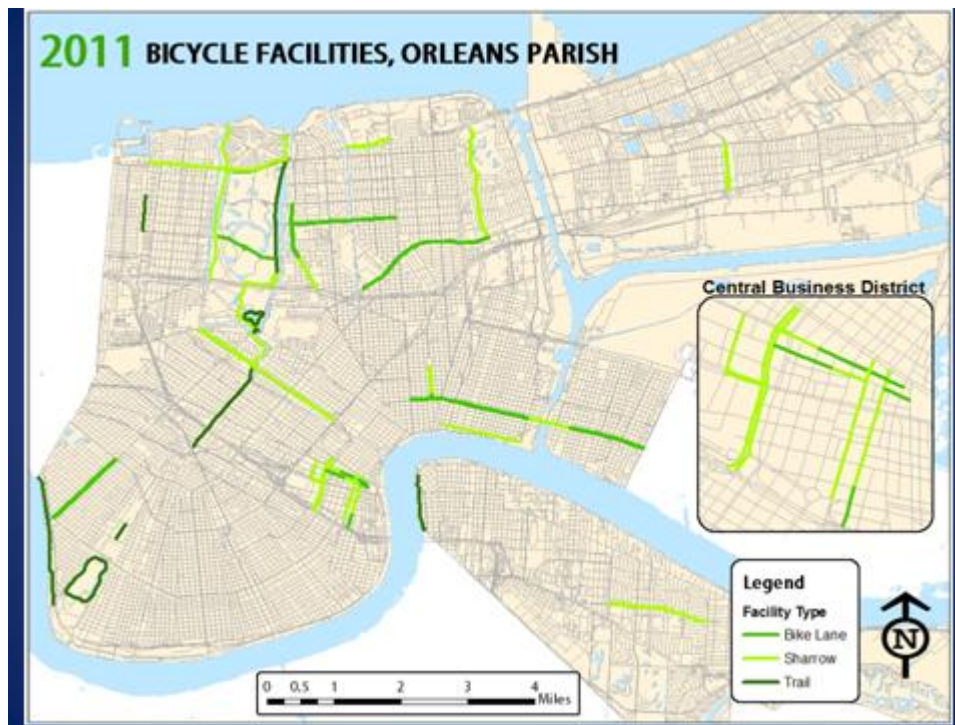 2011 BICYCLE FACILITIES, ORLEANS PARISH
Central Business District
Legend
Facility Type
Bike Lane
Sharrow
Trail
N
0 0.5 1 2 3 4
Miles